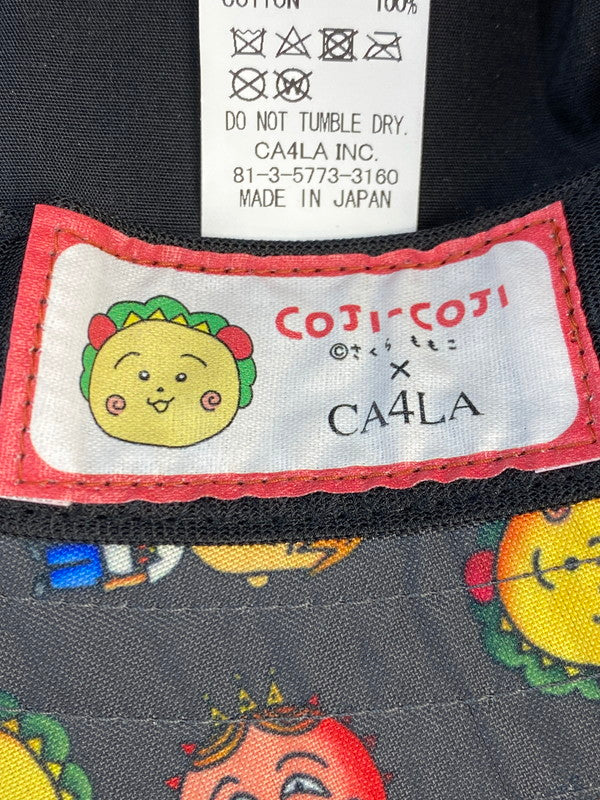 COTTON 100%
DO NOT TUMBLE DRY.
CA4LA INC.
81-3-5773-3160
MADE IN JAPAN
COJI-COJI
©さくらももこ
×
CA4LA